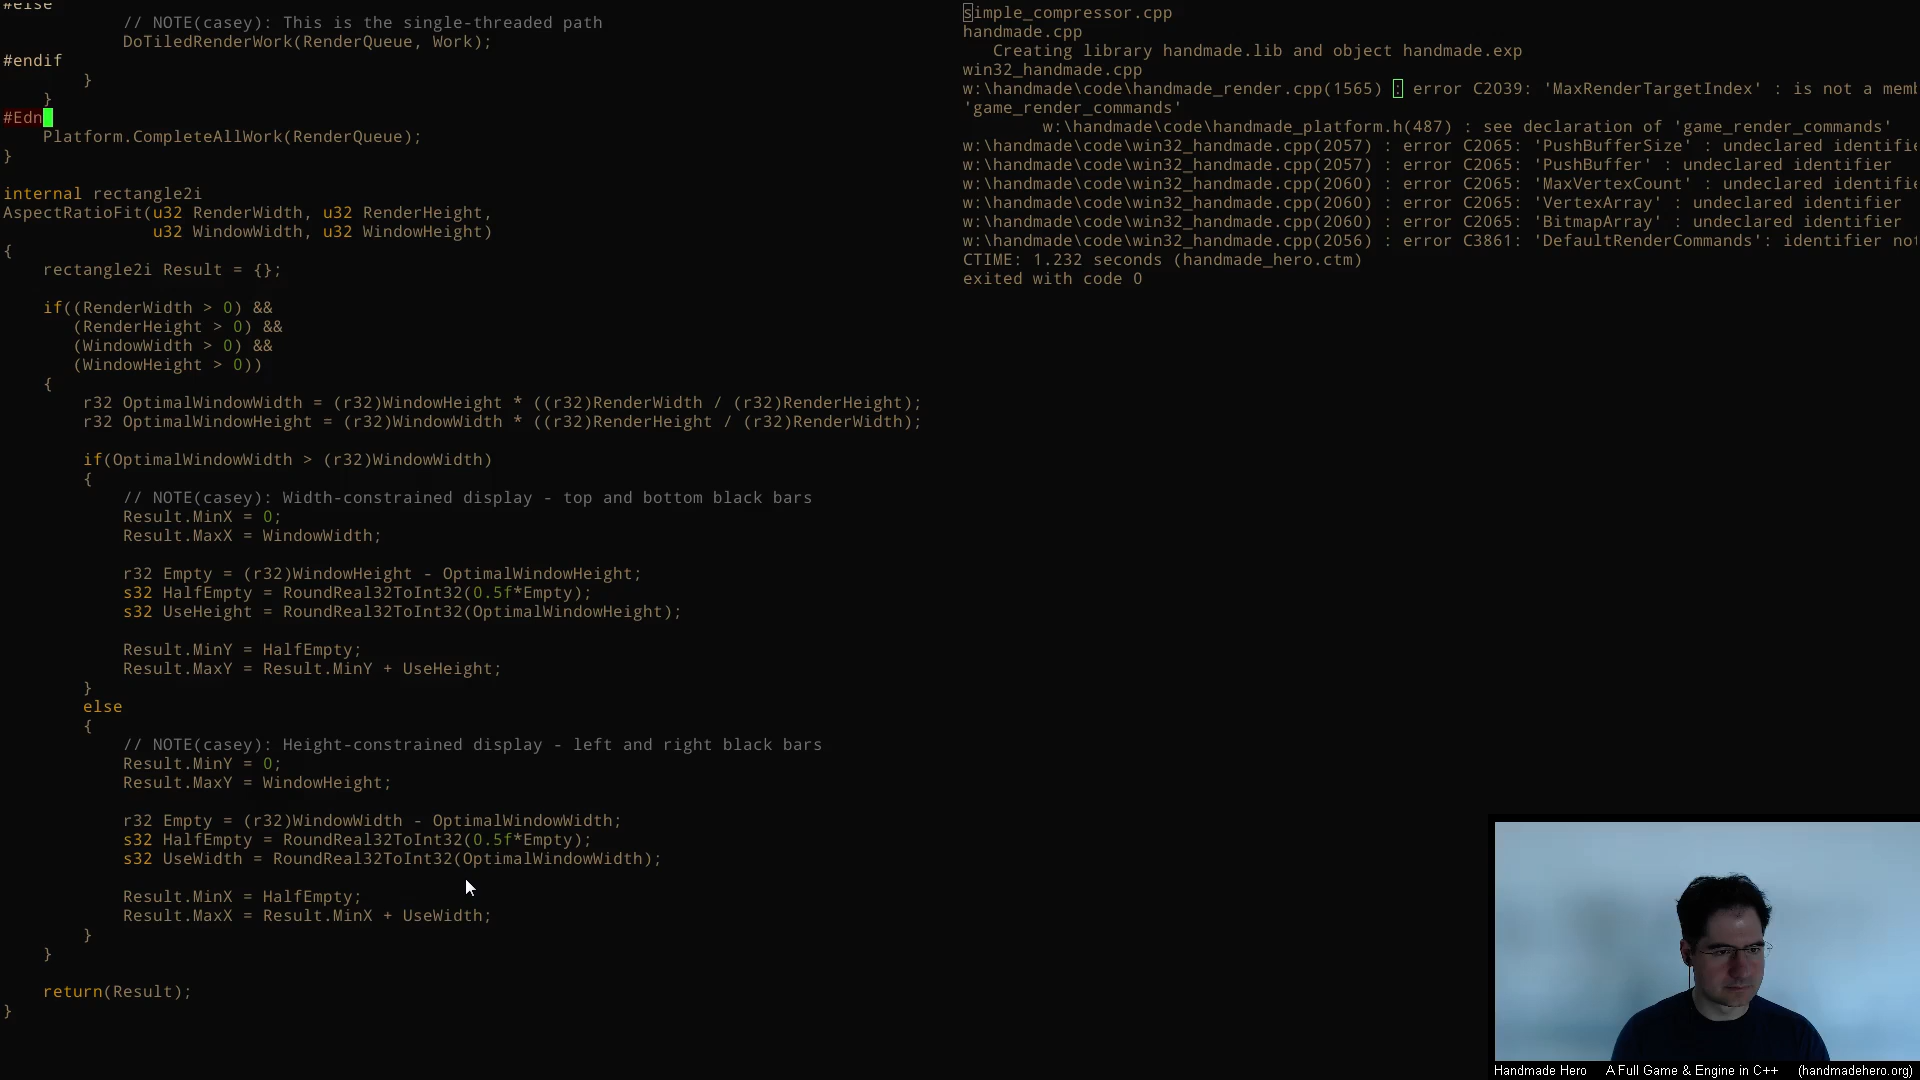 #else
            // NOTE(casey): This is the single-threaded path
            DoTiledRenderWork(RenderQueue, Work);
#endif
        }
    }
#Edn
    Platform.CompleteAllWork(RenderQueue);
}

internal rectangle2i
AspectRatioFit(u32 RenderWidth, u32 RenderHeight,
               u32 WindowWidth, u32 WindowHeight)
{
    rectangle2i Result = {};

    if((RenderWidth > 0) &&
       (RenderHeight > 0) &&
       (WindowWidth > 0) &&
       (WindowHeight > 0))
    {
        r32 OptimalWindowWidth = (r32)WindowHeight * ((r32)RenderWidth / (r32)RenderHeight);
        r32 OptimalWindowHeight = (r32)WindowWidth * ((r32)RenderHeight / (r32)RenderWidth);

        if(OptimalWindowWidth > (r32)WindowWidth)
        {
            // NOTE(casey): Width-constrained display - top and bottom black bars
            Result.MinX = 0;
            Result.MaxX = WindowWidth;

            r32 Empty = (r32)WindowHeight - OptimalWindowHeight;
            s32 HalfEmpty = RoundReal32ToInt32(0.5f*Empty);
            s32 UseHeight = RoundReal32ToInt32(OptimalWindowHeight);

            Result.MinY = HalfEmpty;
            Result.MaxY = Result.MinY + UseHeight;
        }
        else
        {
            // NOTE(casey): Height-constrained display - left and right black bars
            Result.MinY = 0;
            Result.MaxY = WindowHeight;

            r32 Empty = (r32)WindowWidth - OptimalWindowWidth;
            s32 HalfEmpty = RoundReal32ToInt32(0.5f*Empty);
            s32 UseWidth = RoundReal32ToInt32(OptimalWindowWidth);

            Result.MinX = HalfEmpty;
            Result.MaxX = Result.MinX + UseWidth;
        }
    }

    return(Result);
}
simple_compressor.cpp
handmade.cpp
   Creating library handmade.lib and object handmade.exp
win32_handmade.cpp
w:\handmade\code\handmade_render.cpp(1565) : error C2039: 'MaxRenderTargetIndex' : is not a memb
'game_render_commands'
        w:\handmade\code\handmade_platform.h(487) : see declaration of 'game_render_commands'
w:\handmade\code\win32_handmade.cpp(2057) : error C2065: 'PushBufferSize' : undeclared identifie
w:\handmade\code\win32_handmade.cpp(2057) : error C2065: 'PushBuffer' : undeclared identifier
w:\handmade\code\win32_handmade.cpp(2060) : error C2065: 'MaxVertexCount' : undeclared identifie
w:\handmade\code\win32_handmade.cpp(2060) : error C2065: 'VertexArray' : undeclared identifier
w:\handmade\code\win32_handmade.cpp(2060) : error C2065: 'BitmapArray' : undeclared identifier
w:\handmade\code\win32_handmade.cpp(2056) : error C3861: 'DefaultRenderCommands': identifier not
CTIME: 1.232 seconds (handmade_hero.ctm)
exited with code 0
Handmade Hero   A Full Game & Engine in C++   (handmadehero.org)